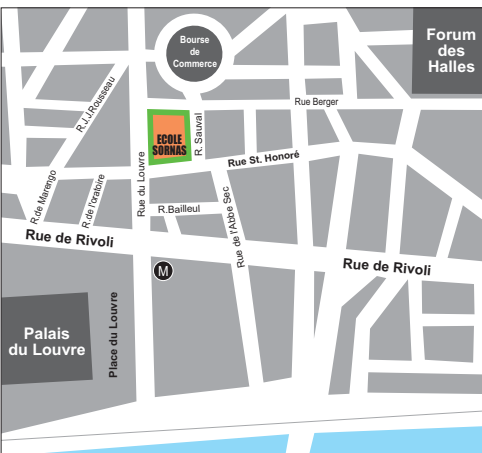 Bourse
de
Commerce
Forum
des
Halles
R.J.J.Rousseau
Rue Berger
ECOLE
SORNAS
R. Sauval
Rue St. Honoré
Rue du Louvre
R.de Marengo
R.de l'oratoire
R.Bailleul
Rue de l'Abbe Sec
Rue de Rivoli
Rue de Rivoli
M
Place du Louvre
Palais
du Louvre